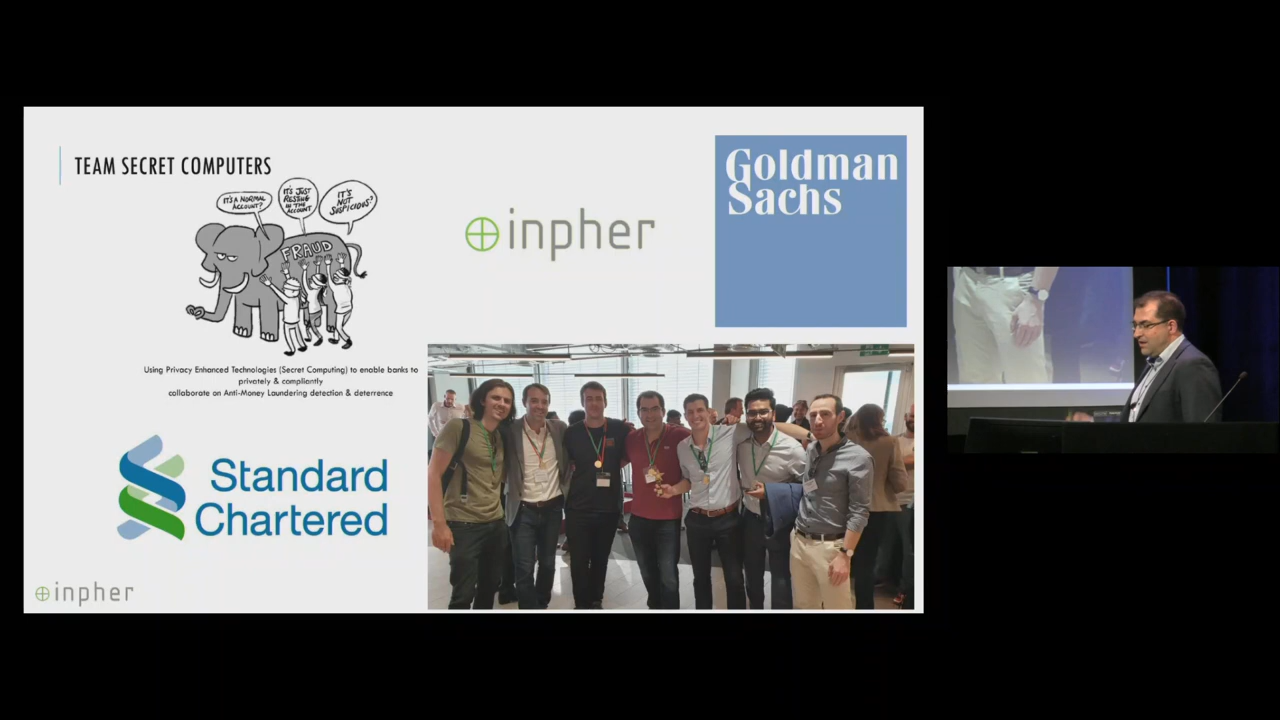 TEAM SECRET COMPUTERS
IT'S A NORMAL
ACCOUNT?
IT'S JUST
RESTING
IN THE
ACCOUNT
IT'S
NOT
SUSPICIOUS?
FRAUD
Using Privacy Enhanced Technologies (Secret Computing) to enable banks to
privately & compliantly
collaborate on Anti-Money Laundering detection & deterrence
inpher
Goldman
Sachs
Standard
Chartered
inpher